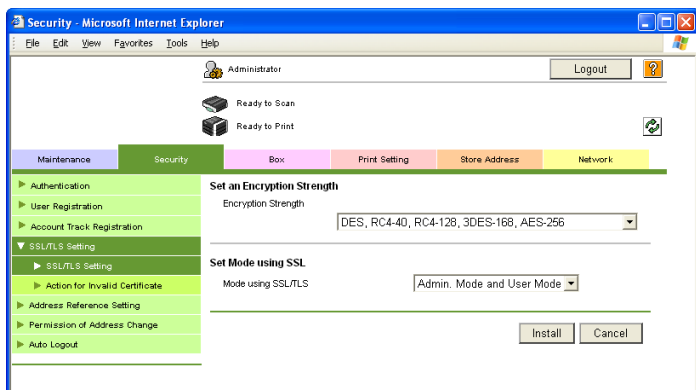 Security - Microsoft Internet Explorer
File Edit View Favorites Tools Help
Administrator
Logout
?
Ready to Scan
Ready to Print
Maintenance Security Box Print Setting Store Address Network
Authentication
User Registration
Account Track Registration
SSL/TLS Setting
SSL/TLS Setting
Action for Invalid Certificate
Address Reference Setting
Permission of Address Change
Auto Logout
Set an Encryption Strength
Encryption Strength
DES, RC4-40, RC4-128, 3DES-168, AES-256
Set Mode using SSL
Mode using SSL/TLS Admin. Mode and User Mode
Install Cancel